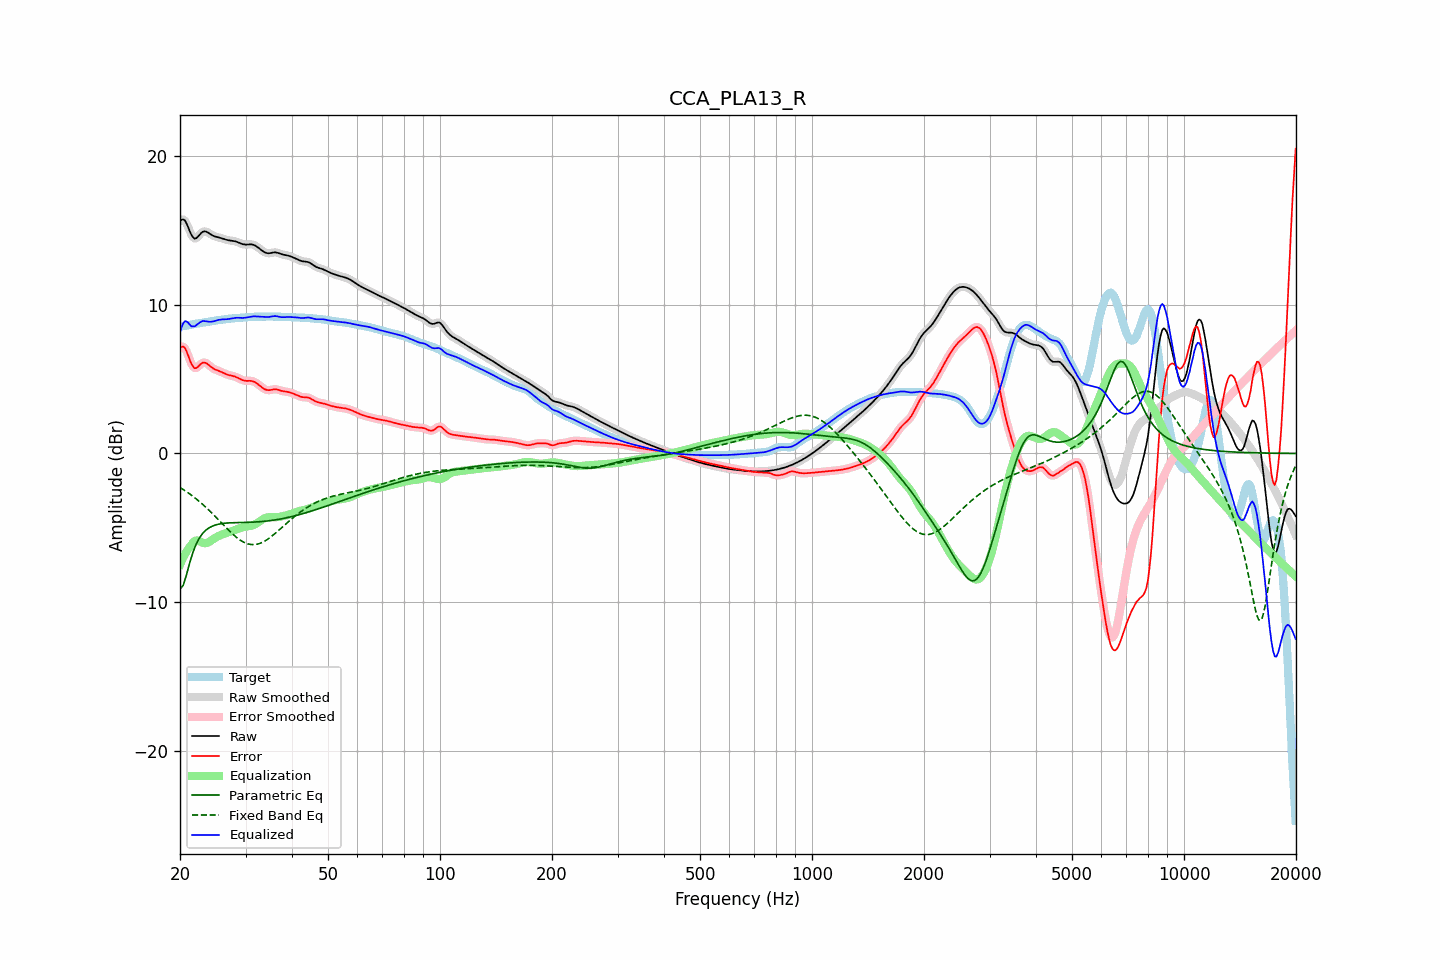 CCA_PLA13_R
Amplitude (dBr)
20
10
0
−10
−20
Target
Raw Smoothed
Error Smoothed
Raw
Error
Equalization
Parametric Eq
Fixed Band Eq
Equalized
20 50 100 200 500 1000 2000 5000 10000 20000
Frequency (Hz)